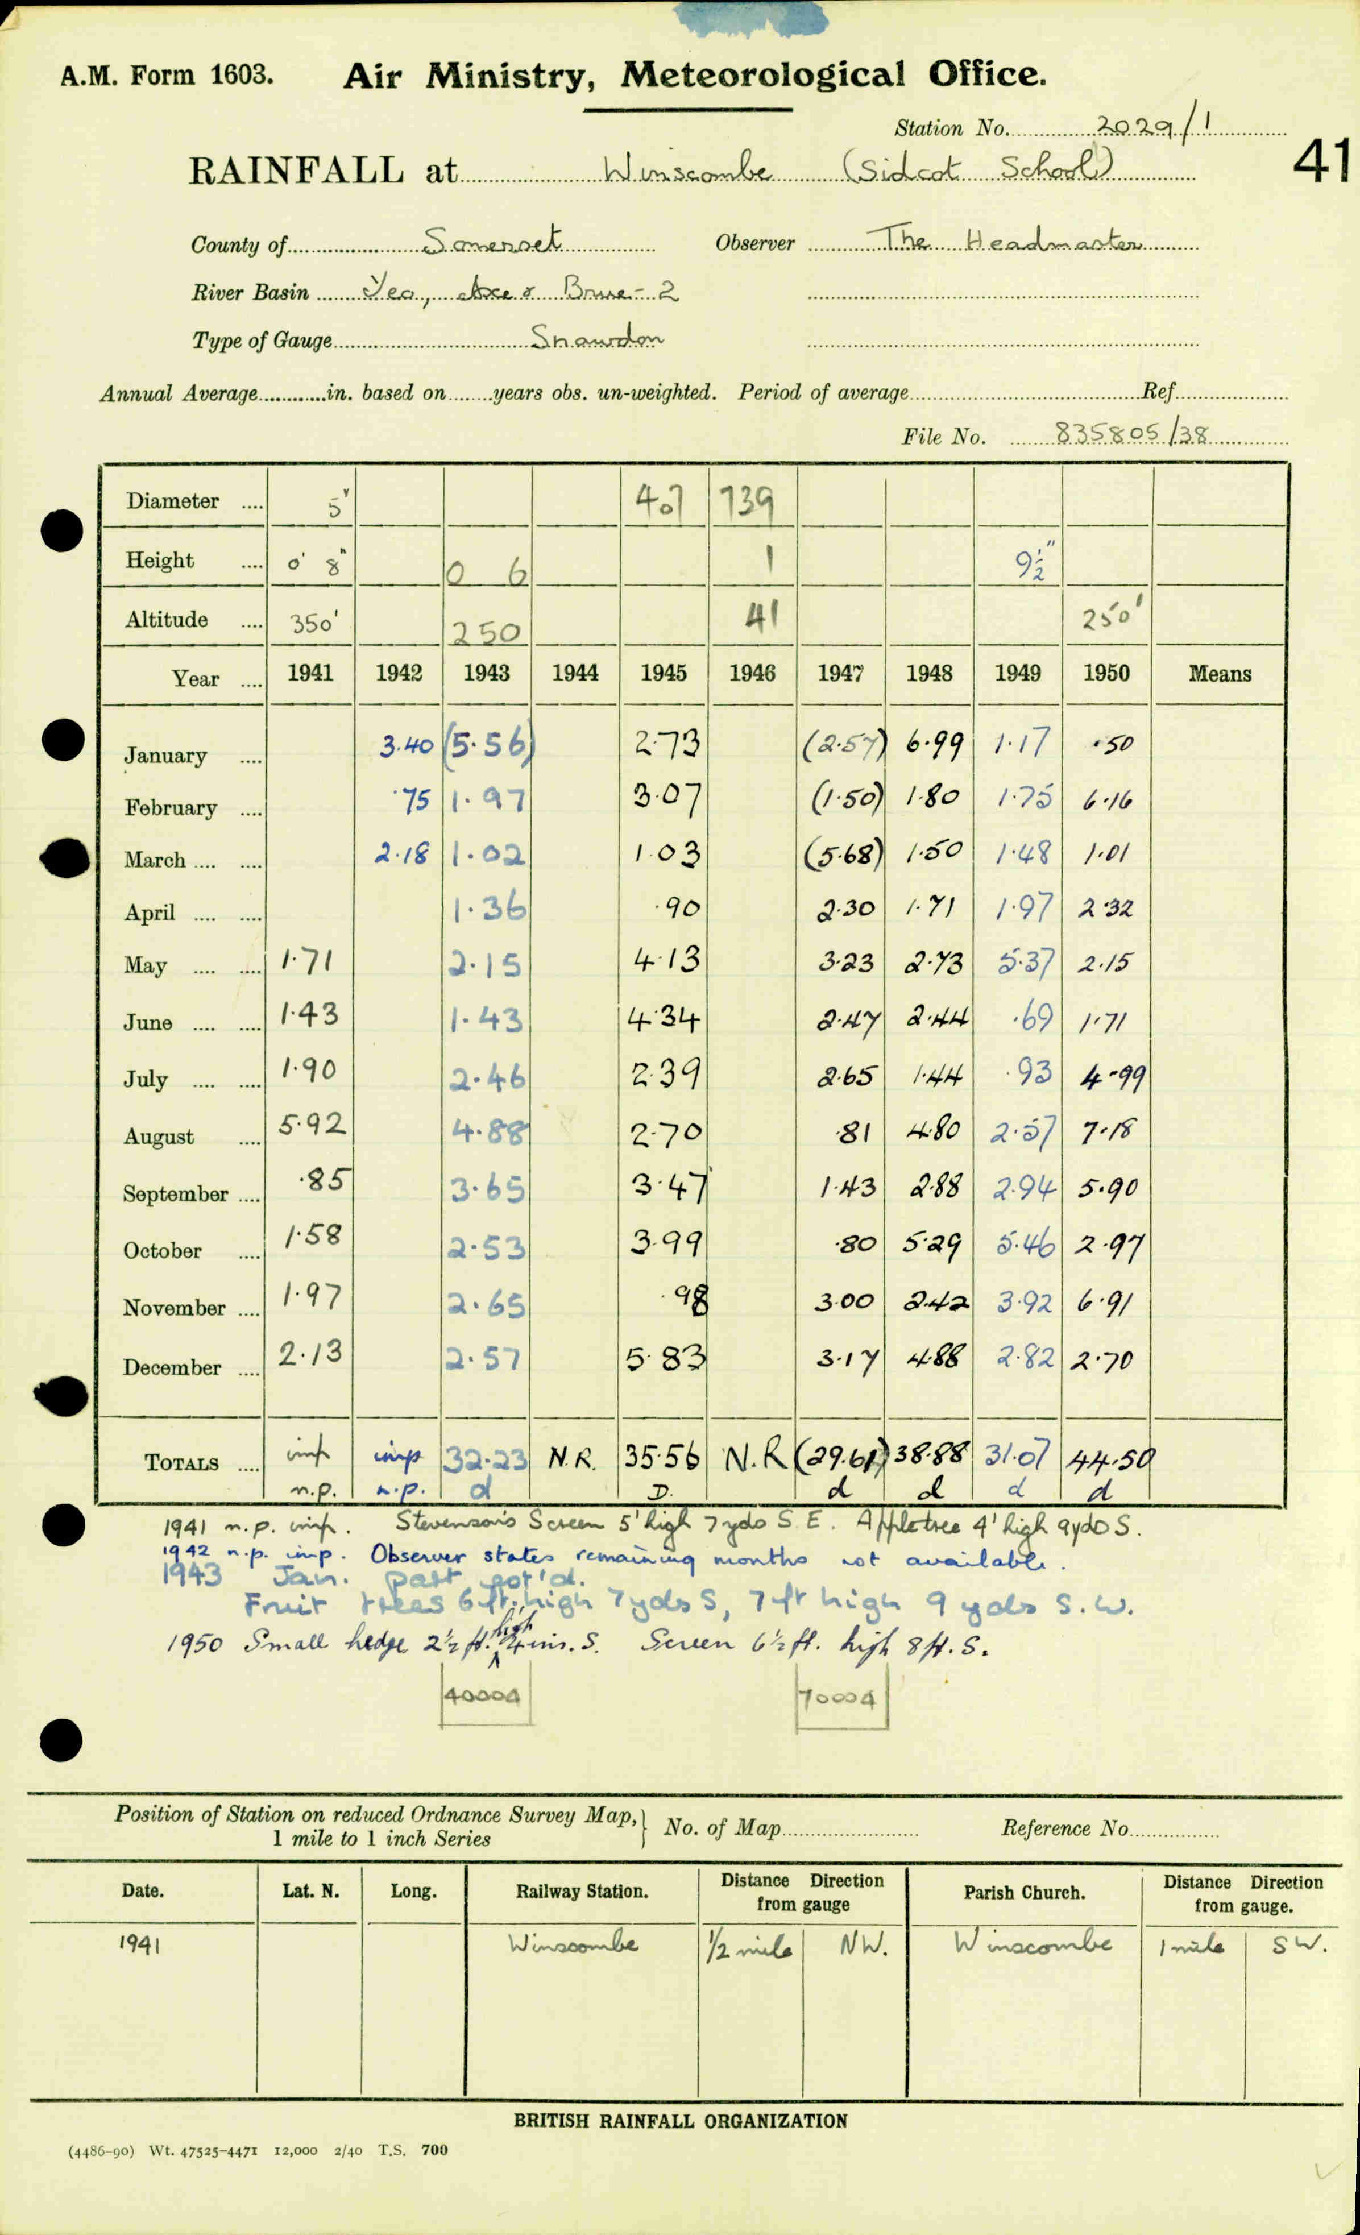 A.M. Form 1603. Air Ministry, Meteorological Office.
Station No. 2029/1
41
RAINFALL at Winscombe (Sidcot School)
County of Somerset Observer The Headmaster
River Basin Yeo, Axe & Brue - 2
Type of Gauge Snowdon
Annual Average in. based on years obs. un-weighted. Period of average Ref
File No. 835805/38
Diameter .... 5" 407 739
Height .... 0' 8" 0 6 1 9½"
Altitude .... 350' 250 41 250'
Year .... 1941 1942 1943 1944 1945 1946 1947 1948 1949 1950 Means
January .... 3.40 (5.56) 2.73 (2.57) 6.99 1.17 .50
February .... .75 1.97 3.07 (1.50) 1.80 1.75 6.16
March .... .... 2.18 1.02 1.03 (5.68) 1.50 1.48 1.01
April .... .... 1.36 .90 2.30 1.71 1.97 2.32
May .... .... 1.71 2.15 4.13 3.23 2.73 5.37 2.15
June .... .... 1.43 1.43 4.34 2.47 2.44 .69 1.71
July .... .... 1.90 2.46 2.39 2.65 1.44 .93 4.99
August .... 5.92 4.88 2.70 .81 4.80 2.57 7.18
September .... .85 3.65 3.47 1.43 2.88 2.94 5.90
October .... 1.58 2.53 3.99 .80 5.29 5.46 2.97
November .... 1.97 2.65 .98 3.00 2.42 3.92 6.91
December .... 2.13 2.57 5.83 3.17 4.88 2.82 2.70
TOTALS .... imp imp 32.23 N.R. 35.56 N.R (29.61) 38.88 31.07 44.50
n.p. n.p. d D. d d d d
1941 n.p. imp. Stevenson's Screen 5' high 7 yds S.E. Appletree 4' high 9 yds S.
1942 n.p. imp. Observer states remaining months not available.
1943 Jan. part est'd.
Fruit trees 6 ft. high 7 yds S, 7 ft high 9 yds S.W.
1950 Small hedge 2½ ft. high 4 ins. S. Screen 6½ ft. high 8 ft. S.
40004 70004
Position of Station on reduced Ordnance Survey Map, No. of Map Reference No.
1 mile to 1 inch Series
Date. Lat. N. Long. Railway Station. Distance Direction from gauge Parish Church. Distance Direction from gauge.
1941 Winscombe ½ mile NW. Winscombe 1 mile SW.
BRITISH RAINFALL ORGANIZATION
(4486-90) Wt. 47525-4471 12,000 2/40 T.S. 700